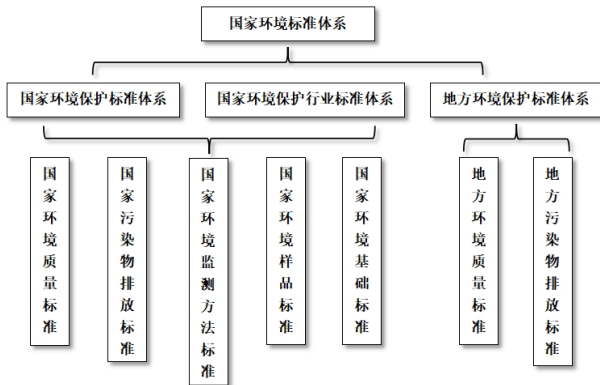 国家环境标准体系
国家环境保护标准体系
国家环境保护行业标准体系
地方环境保护标准体系
国家环境质量标准
国家污染物排放标准
国家环境监测方法标准
国家环境样品标准
国家环境基础标准
地方环境质量标准
地方污染物排放标准